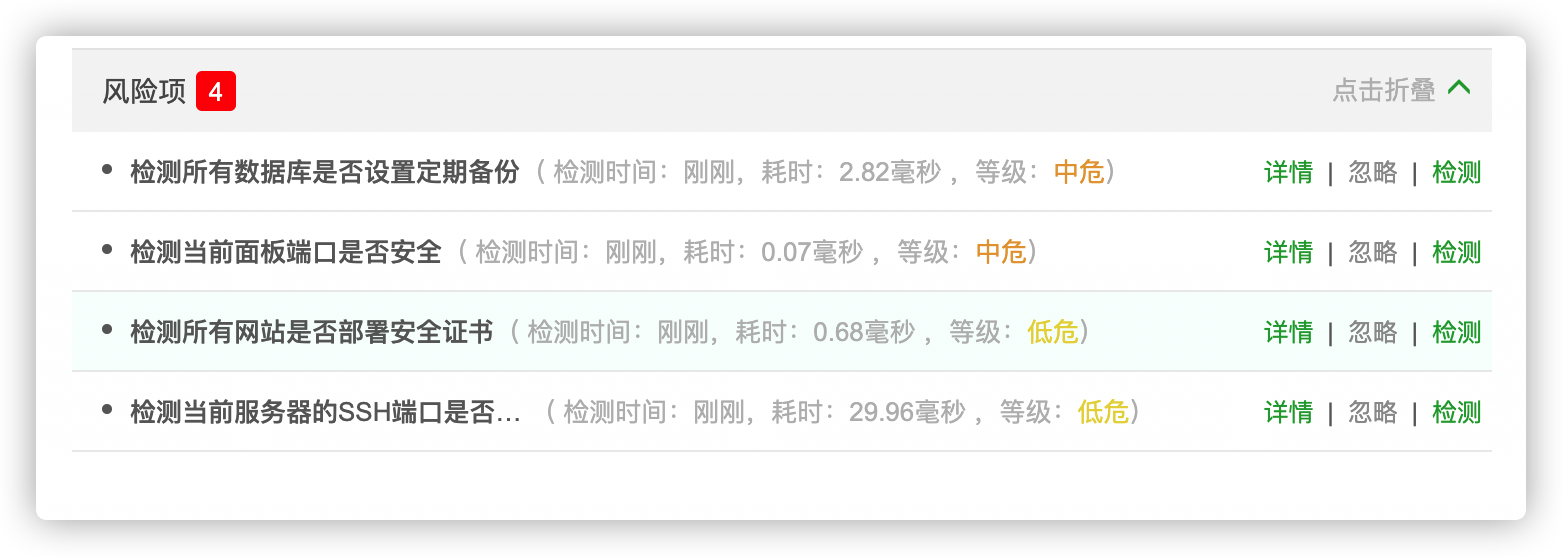 风险项 4 点击折叠
检测所有数据库是否设置定期备份（ 检测时间：刚刚，耗时：2.82毫秒 ，等级：中危） 详情 | 忽略 | 检测
检测当前面板端口是否安全（ 检测时间：刚刚，耗时：0.07毫秒 ，等级：中危） 详情 | 忽略 | 检测
检测所有网站是否部署安全证书（ 检测时间：刚刚，耗时：0.68毫秒 ，等级：低危） 详情 | 忽略 | 检测
检测当前服务器的SSH端口是否… （ 检测时间：刚刚，耗时：29.96毫秒 ，等级：低危） 详情 | 忽略 | 检测